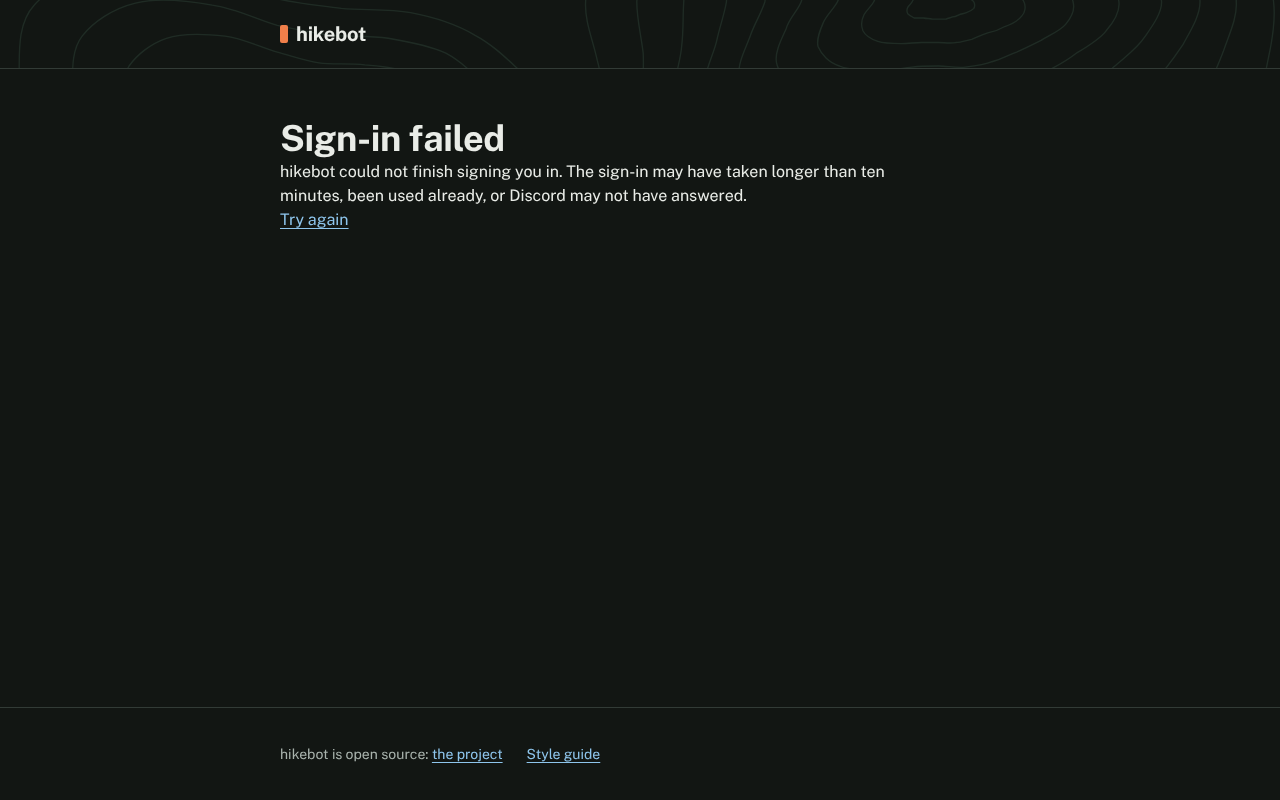 hikebot
Sign-in failed
hikebot could not finish signing you in. The sign-in may have taken longer than ten
minutes, been used already, or Discord may not have answered.
Try again
hikebot is open source: the project Style guide